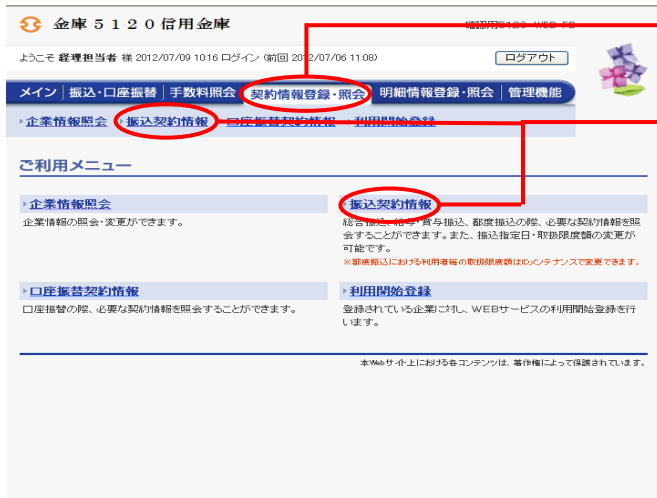 金庫5120信用金庫
確認用5120 WEB-FB
ようこそ 経理担当者 様 2012/07/09 10:16 ログイン (前回 2012/07/06 11:08)
ログアウト
メイン 振込・口座振替 手数料照会 契約情報登録・照会 明細情報登録・照会 管理機能
企業情報照会 振込契約情報 口座振替契約情報 利用開始登録
ご利用メニュー
企業情報照会
企業情報の照会・変更ができます。
振込契約情報
総合振込、給与・賞与振込、都度振込の際、必要な契約情報を照
会することができます。また、振込指定日・取扱限度額の変更が
可能です。
※都度振込における利用者毎の取扱限度額はIDメンテナンスで変更できます。
口座振替契約情報
口座振替の際、必要な契約情報を照会することができます。
利用開始登録
登録されている企業に対し、WEBサービスの利用開始登録を行
います。
本Webサイト上における各コンテンツは、著作権によって保護されています。